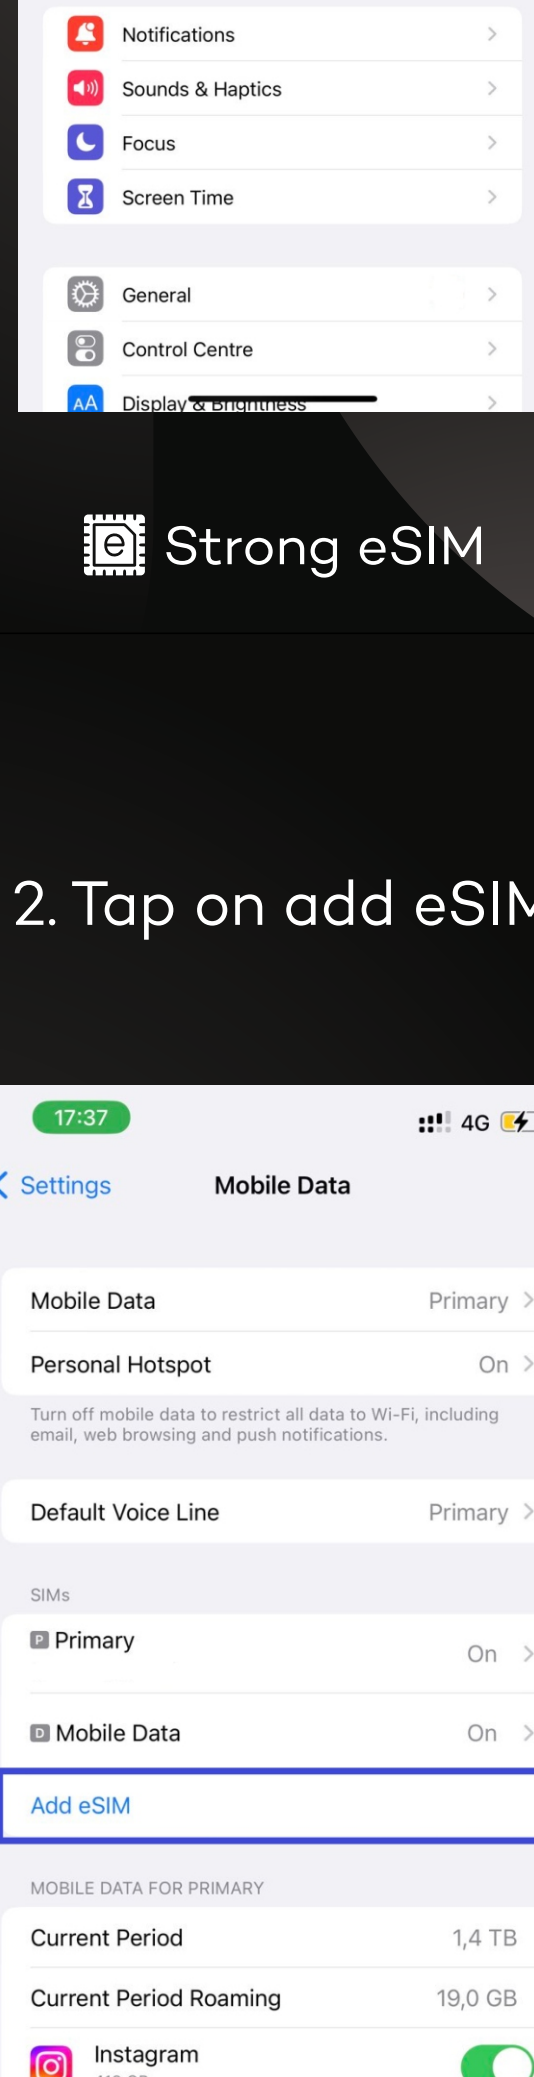 Notifications
Sounds & Haptics
Focus
Screen Time
General
Control Centre
AA Display & Brightness
e Strong eSIM
2. Tap on add eSIM
17:37 4G
Settings Mobile Data
Mobile Data Primary
Personal Hotspot On
Turn off mobile data to restrict all data to Wi-Fi, including
email, web browsing and push notifications.
Default Voice Line Primary
SIMs
P Primary On
D Mobile Data On
Add eSIM
MOBILE DATA FOR PRIMARY
Current Period 1,4 TB
Current Period Roaming 19,0 GB
Instagram